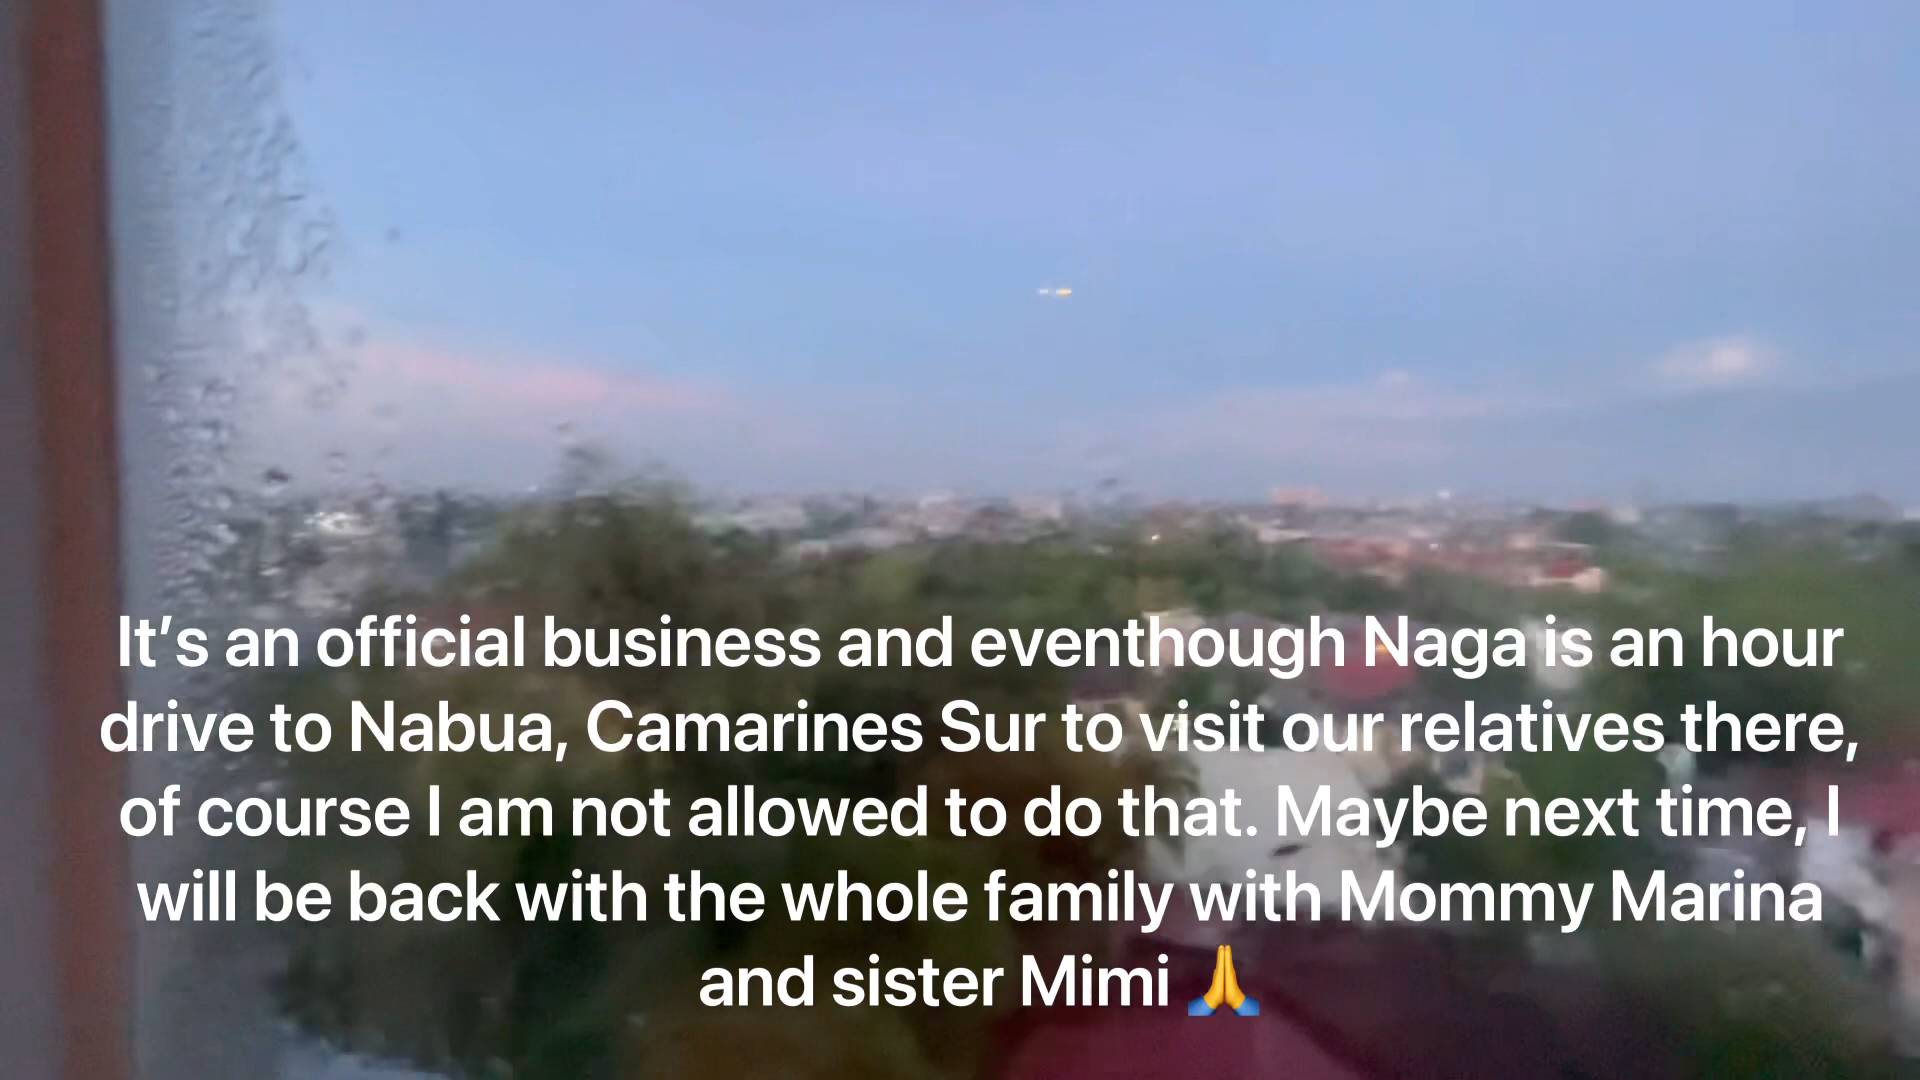 It's an official business and eventhough Naga is an hour
drive to Nabua, Camarines Sur to visit our relatives there,
of course I am not allowed to do that. Maybe next time, I
will be back with the whole family with Mommy Marina
and sister Mimi 🙏